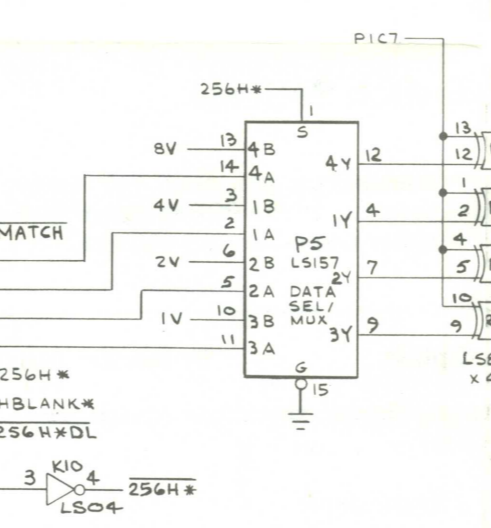 PIC7
256H*
1
S
8V 13 4B
14 4A
4Y 12
4V 3 1B
2 1A
1Y 4
MATCH
P5
LS157
2V 6 2B
5 2A
2Y 7
DATA
SEL/
MUX
1V 10 3B
11 3A
3Y 9
G
15
13
12
1
2
4
5
10
9
256H*
HBLANK*
256H*DL
3 K10 4 256H*
LS04